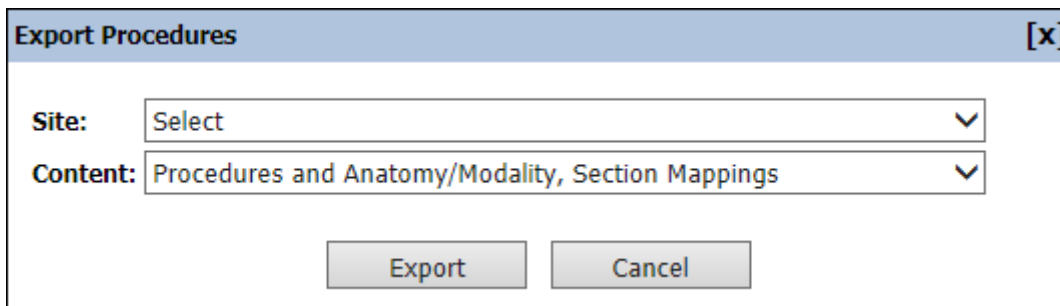 Export Procedures [x]
Site: Select
Content: Procedures and Anatomy/Modality, Section Mappings
Export Cancel